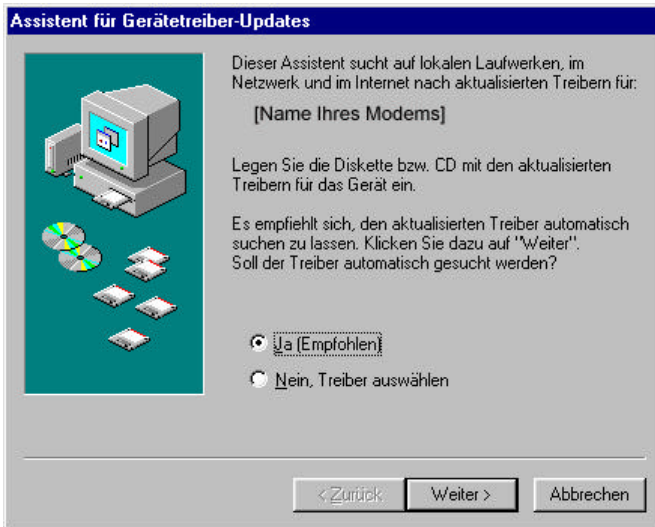 Assistent für Gerätetreiber-Updates
Dieser Assistent sucht auf lokalen Laufwerken, im
Netzwerk und im Internet nach aktualisierten Treibern für:
[Name Ihres Modems]
Legen Sie die Diskette bzw. CD mit den aktualisierten
Treibern für das Gerät ein.
Es empfiehlt sich, den aktualisierten Treiber automatisch
suchen zu lassen. Klicken Sie dazu auf "Weiter".
Soll der Treiber automatisch gesucht werden?
Ja (Empfohlen)
Nein, Treiber auswählen
< Zurück
Weiter >
Abbrechen